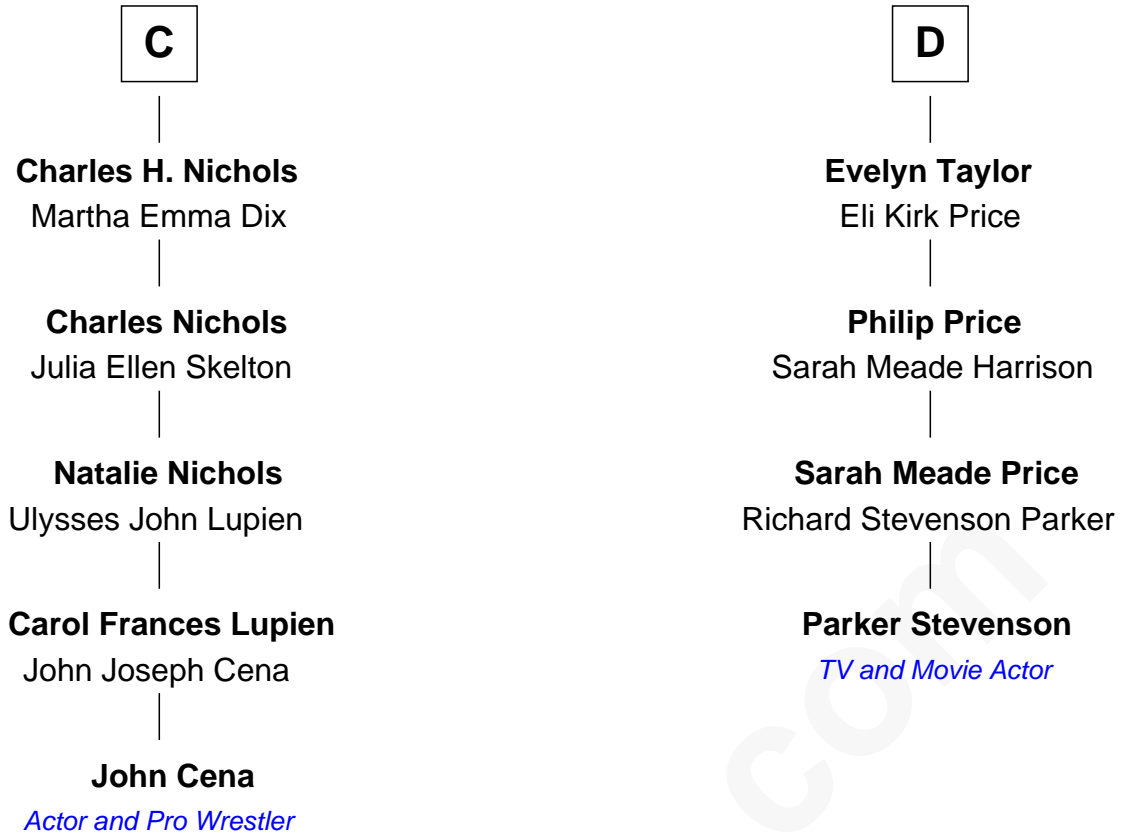 C
Charles H. Nichols
Martha Emma Dix
Charles Nichols
Julia Ellen Skelton
Natalie Nichols
Ulysses John Lupien
Carol Frances Lupien
John Joseph Cena
John Cena
Actor and Pro Wrestler
D
Evelyn Taylor
Eli Kirk Price
Philip Price
Sarah Meade Harrison
Sarah Meade Price
Richard Stevenson Parker
Parker Stevenson
TV and Movie Actor
com